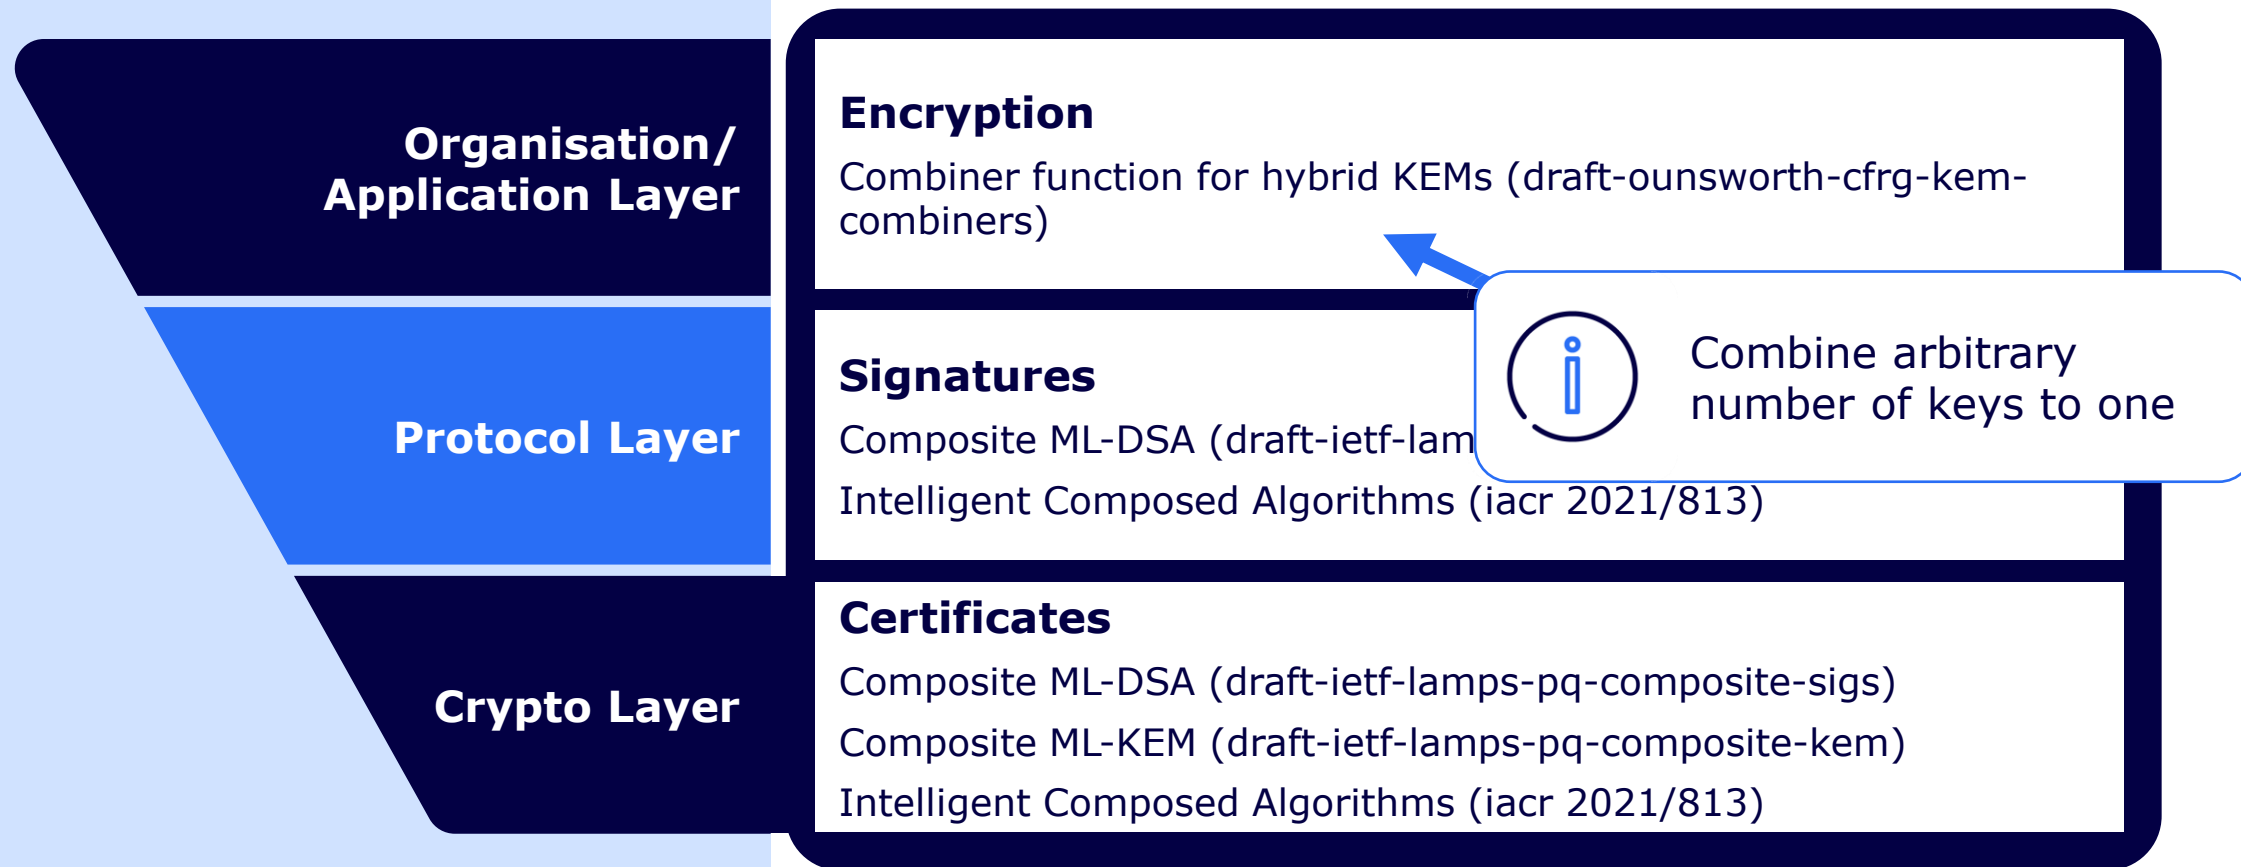 Organisation/
Application Layer
Encryption
Combiner function for hybrid KEMs (draft-ounsworth-cfrg-kem-
combiners)
Combine arbitrary
number of keys to one
Protocol Layer
Signatures
Composite ML-DSA (draft-ietf-lam
Intelligent Composed Algorithms (iacr 2021/813)
Crypto Layer
Certificates
Composite ML-DSA (draft-ietf-lamps-pq-composite-sigs)
Composite ML-KEM (draft-ietf-lamps-pq-composite-kem)
Intelligent Composed Algorithms (iacr 2021/813)